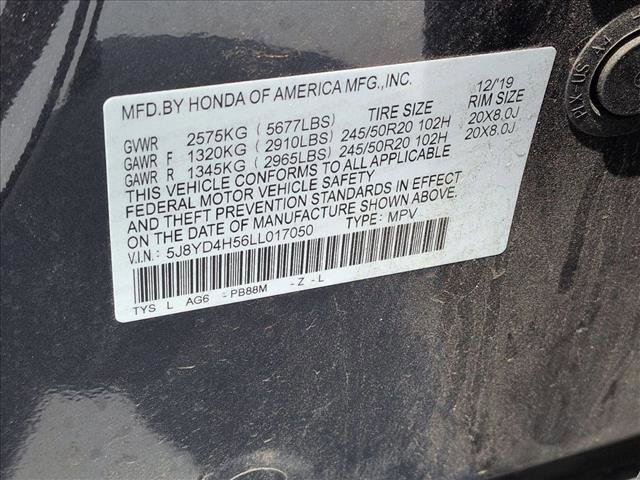 MFD.BY HONDA OF AMERICA MFG.,INC. 12/'19
TIRE SIZE RIM SIZE
GVWR 2575KG (5677LBS)
GAWR F 1320KG (2910LBS) 245/50R20 102H 20X8.0J
GAWR R 1345KG (2965LBS) 245/50R20 102H 20X8.0J
THIS VEHICLE CONFORMS TO ALL APPLICABLE
FEDERAL MOTOR VEHICLE SAFETY
AND THEFT PREVENTION STANDARDS IN EFFECT
ON THE DATE OF MANUFACTURE SHOWN ABOVE.
V.I.N.: 5J8YD4H56LL017050 TYPE: MPV
TYS L AG6 - PB88M - Z - L